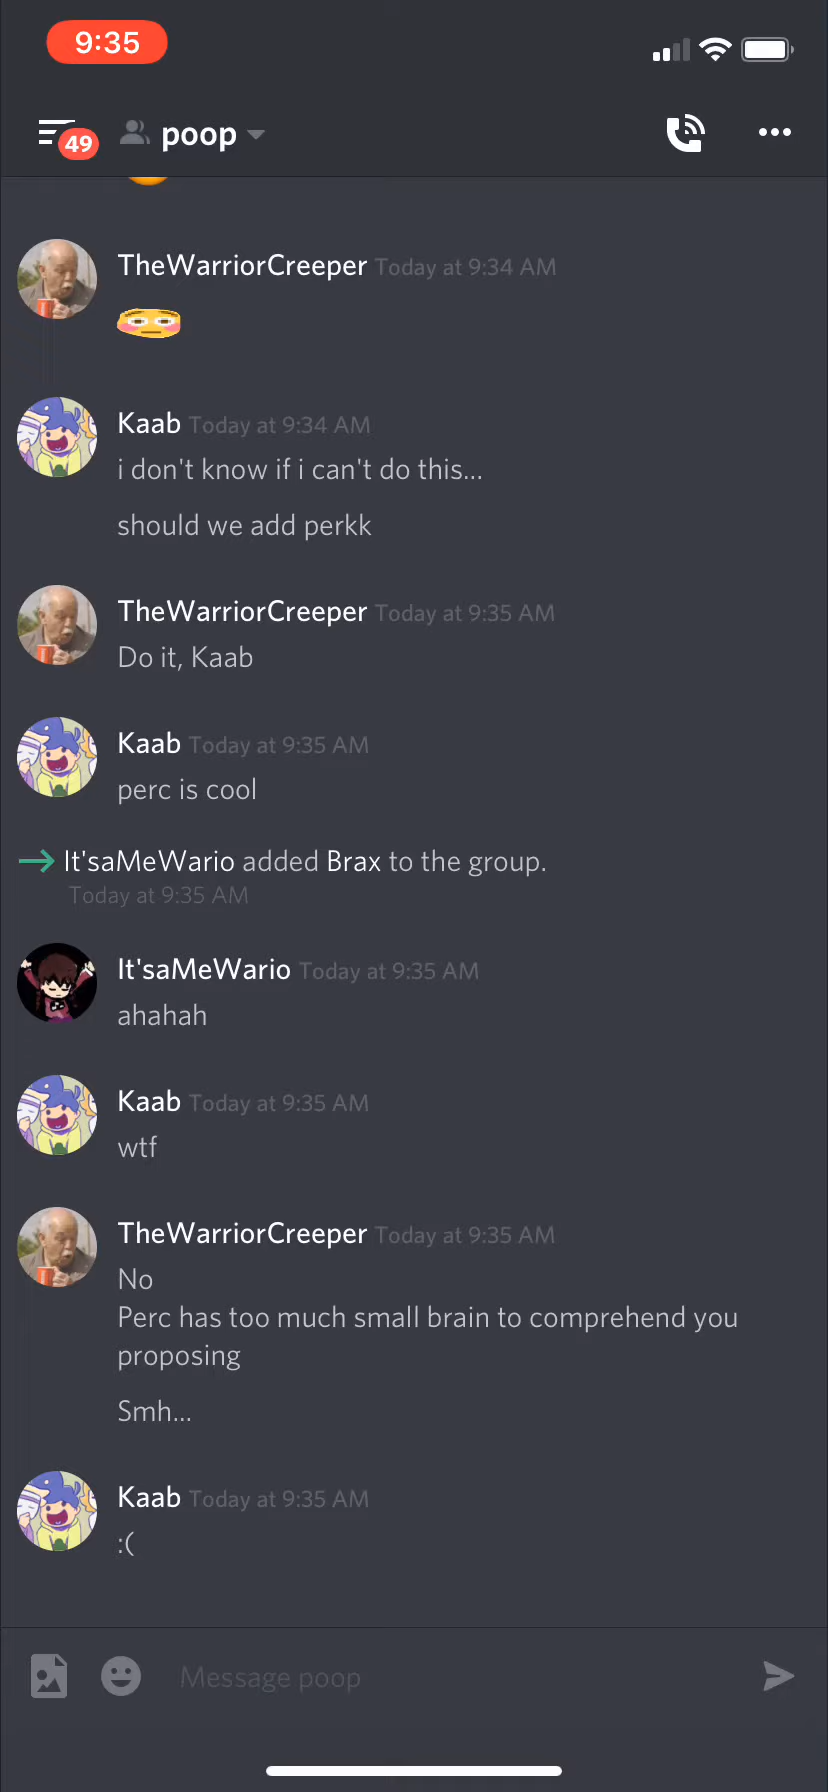 9:35
49
poop
TheWarriorCreeper Today at 9:34 AM
Kaab Today at 9:34 AM
i don't know if i can't do this...
should we add perkk
TheWarriorCreeper Today at 9:35 AM
Do it, Kaab
Kaab Today at 9:35 AM
perc is cool
It'saMeWario added Brax to the group.
Today at 9:35 AM
It'saMeWario Today at 9:35 AM
ahahah
Kaab Today at 9:35 AM
wtf
TheWarriorCreeper Today at 9:35 AM
No
Perc has too much small brain to comprehend you
proposing
Smh...
Kaab Today at 9:35 AM
:(
Message poop